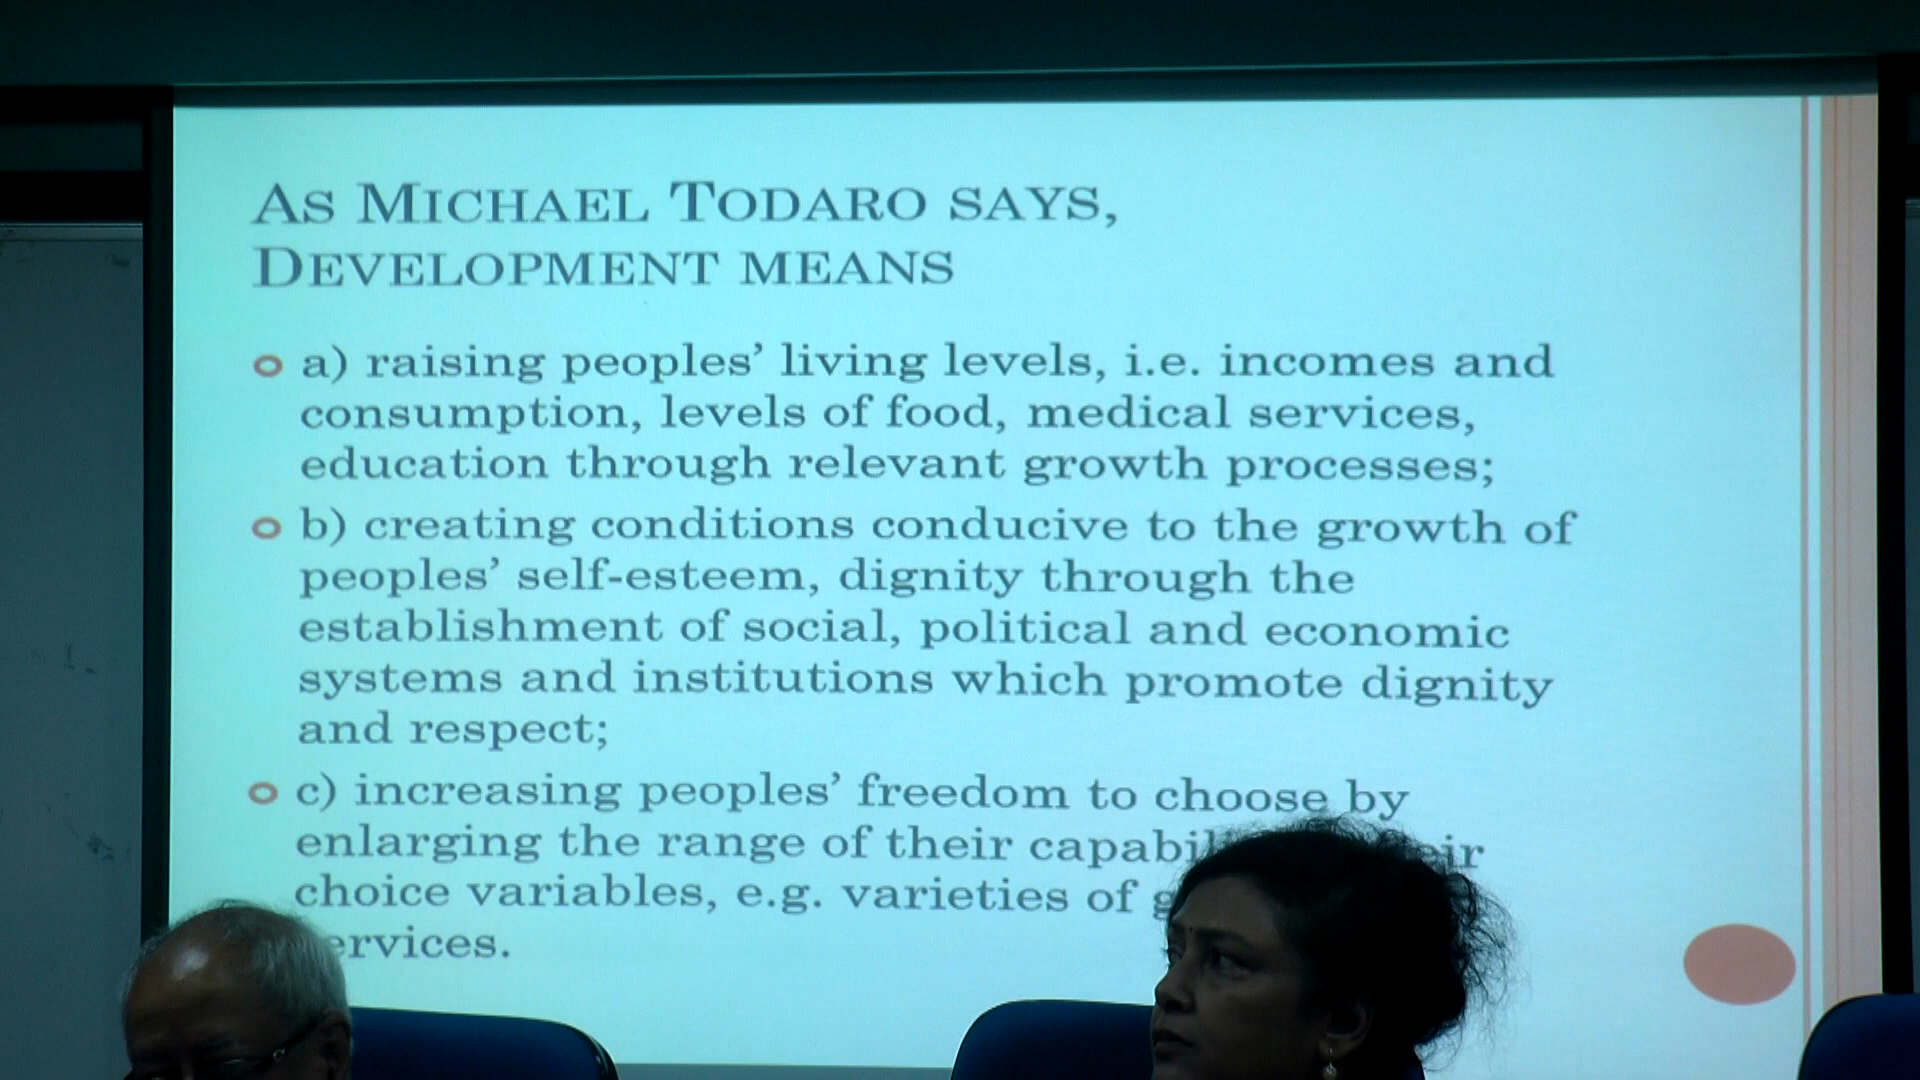 As Michael Todaro says,
Development means
a) raising peoples’ living levels, i.e. incomes and
consumption, levels of food, medical services,
education through relevant growth processes;
b) creating conditions conducive to the growth of
peoples’ self-esteem, dignity through the
establishment of social, political and economic
systems and institutions which promote dignity
and respect;
c) increasing peoples’ freedom to choose by
enlarging the range of their
choice variables, e.g. varieties of